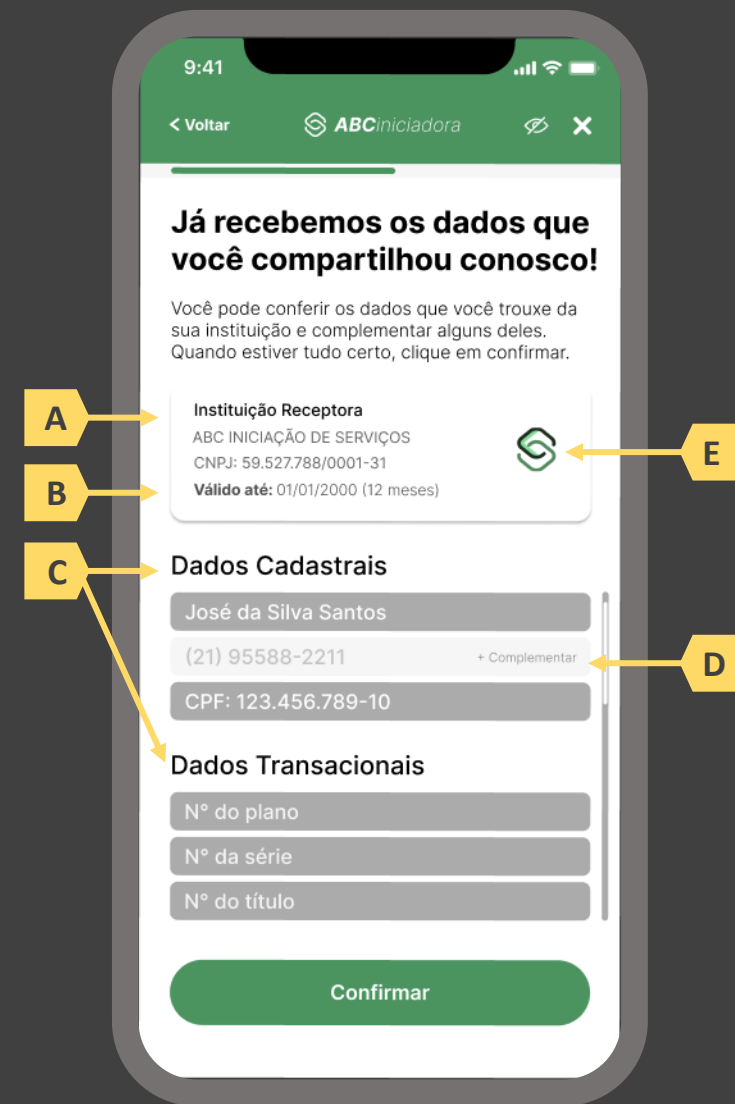 9:41
< Voltar
ABCiniciadora
Já recebemos os dados que
você compartilhou conosco!
Você pode conferir os dados que você trouxe da
sua instituição e complementar alguns deles.
Quando estiver tudo certo, clique em confirmar.
A
Instituição Receptora
ABC INICIAÇÃO DE SERVIÇOS
E
CNPJ: 59.527.788/0001-31
B
Válido até: 01/01/2000 (12 meses)
C
Dados Cadastrais
José da Silva Santos
(21) 95588-2211
+ Complementar
D
CPF: 123.456.789-10
Dados Transacionais
N° do plano
N° da série
N° do título
Confirmar